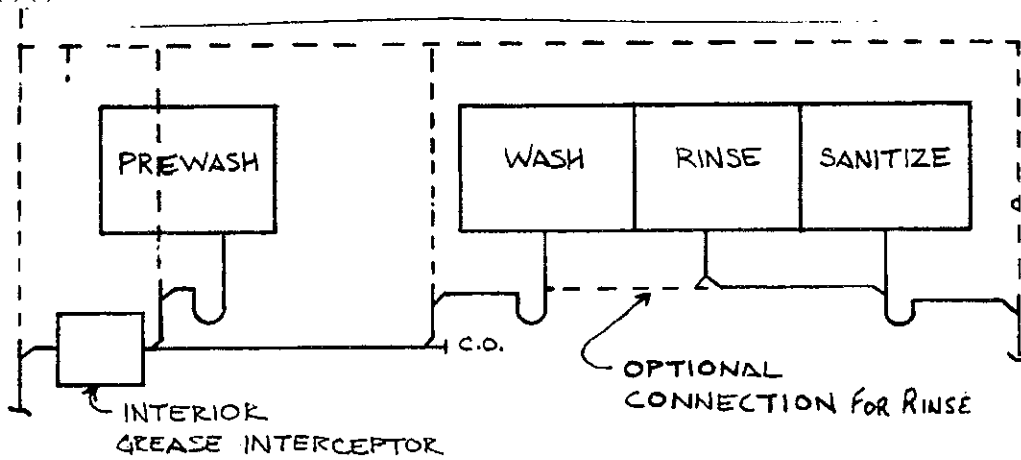 PREWASH
WASH
RINSE
SANITIZE
C.O.
OPTIONAL
CONNECTION FOR RINSE
INTERIOR
GREASE INTERCEPTOR